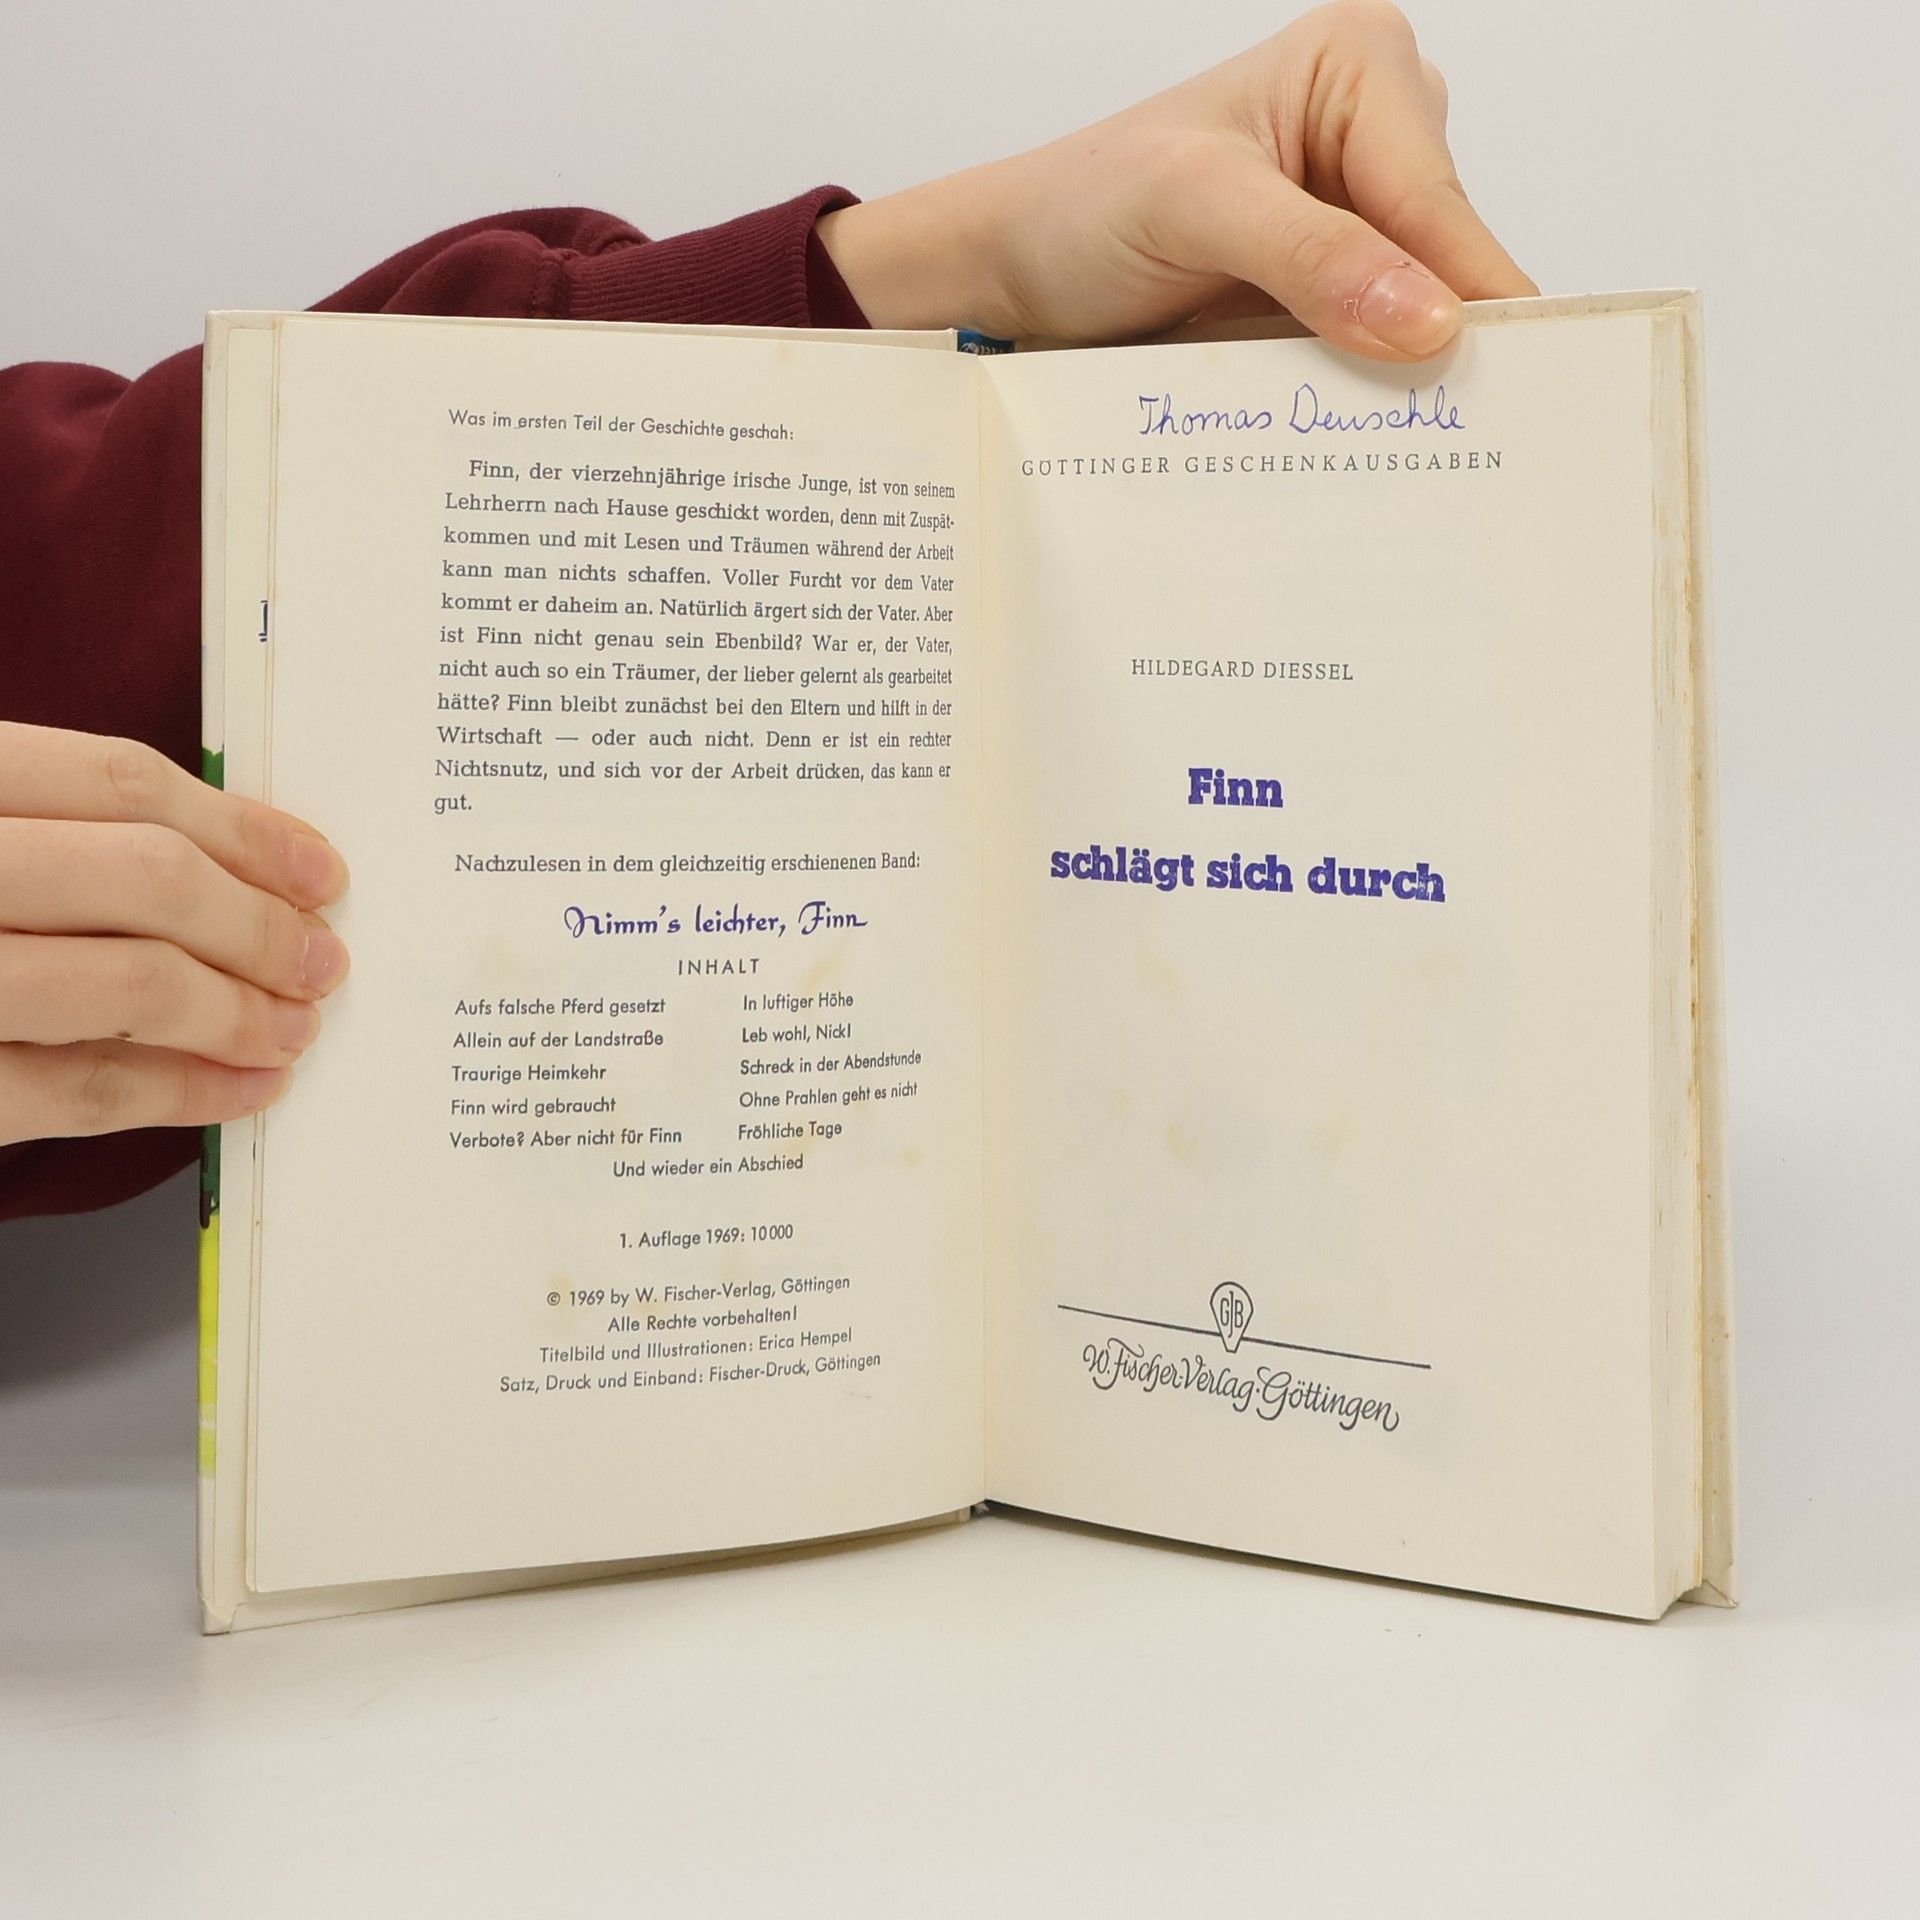 Was im ersten Teil der Geschichte geschah:
Finn, der vierzehnjährige irische Junge, ist von seinem
Lehrherrn nach Hause geschickt worden, denn mit Zuspät-
kommen und mit Lesen und Träumen während der Arbeit
kann man nichts schaffen. Voller Furcht vor dem Vater
kommt er daheim an. Natürlich ärgert sich der Vater. Aber
ist Finn nicht genau sein Ebenbild? War er, der Vater,
nicht auch so ein Träumer, der lieber gelernt als gearbeitet
hätte? Finn bleibt zunächst bei den Eltern und hilft in der
Wirtschaft — oder auch nicht. Denn er ist ein rechter
Nichtsnutz, und sich vor der Arbeit drücken, das kann er
gut.
Nachzulesen in dem gleichzeitig erschienenen Band:
Nimm's leichter, Finn
INHALT
Aufs falsche Pferd gesetzt
Allein auf der Landstraße
Traurige Heimkehr
Finn wird gebraucht
Verbote? Aber nicht für Finn
In luftiger Höhe
Leb wohl, Nickl
Schreck in der Abendstunde
Ohne Prahlen geht es nicht
Fröhliche Tage
Und wieder ein Abschied
1. Auflage 1969: 10 000
© 1969 by W. Fischer-Verlag, Göttingen
Alle Rechte vorbehalten!
Titelbild und Illustrationen: Erica Hempel
Satz, Druck und Einband: Fischer-Druck, Göttingen
Thomas Deuschle
GÖTTINGER GESCHENKAUSGABEN
HILDEGARD DIESSEL
Finn
schlägt sich durch
GJB
W. Fischer-Verlag · Göttingen